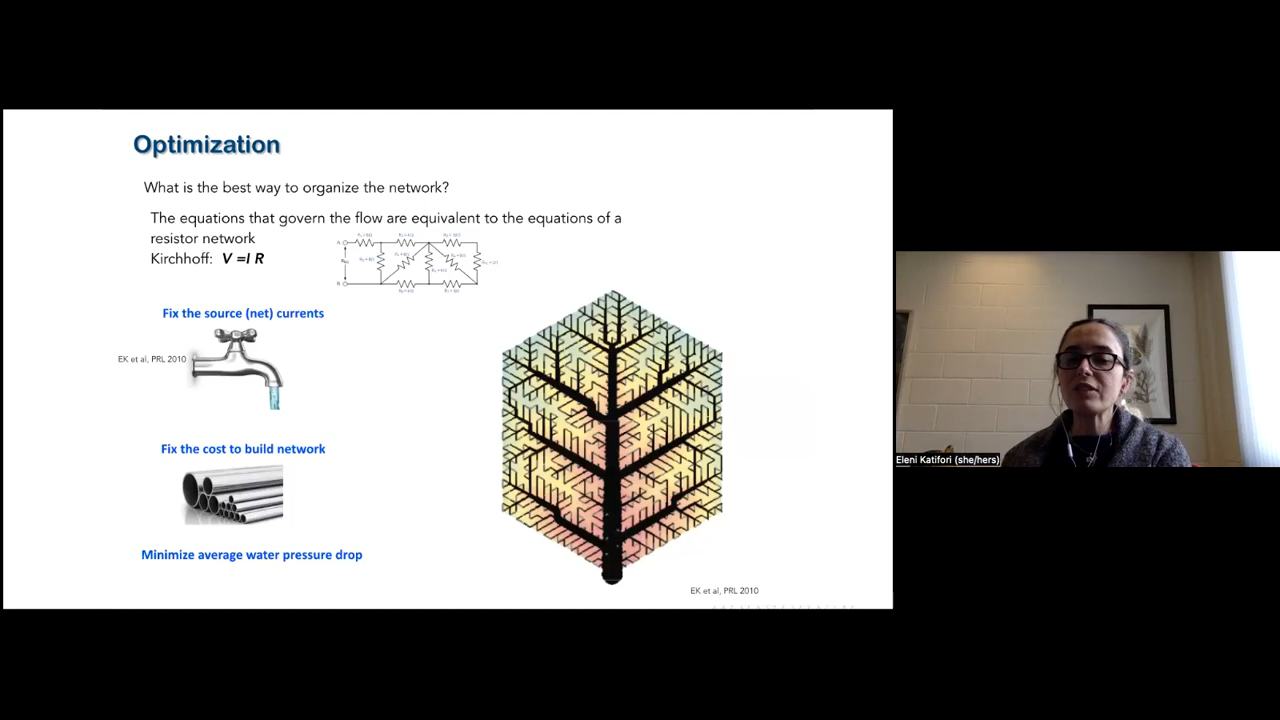 Optimization
What is the best way to organize the network?
The equations that govern the flow are equivalent to the equations of a
resistor network
Kirchhoff: V =I R
Fix the source (net) currents
EK et al, PRL 2010
Fix the cost to build network
Minimize average water pressure drop
EK et al, PRL 2010
Eleni Katifori (she/hers)